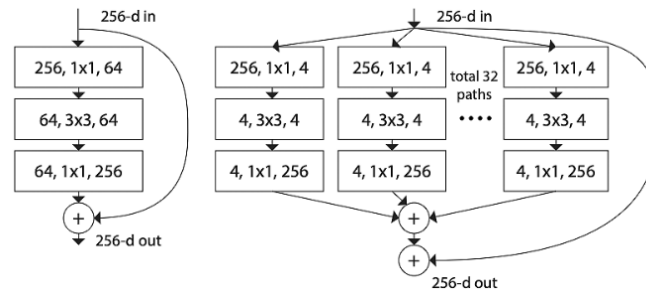 256-d in
256, 1x1, 64
64, 3x3, 64
64, 1x1, 256
+
256-d out
256-d in
256, 1x1, 4
256, 1x1, 4
total 32
paths
256, 1x1, 4
4, 3x3, 4
4, 3x3, 4
....
4, 3x3, 4
4, 1x1, 256
4, 1x1, 256
4, 1x1, 256
+
+
256-d out